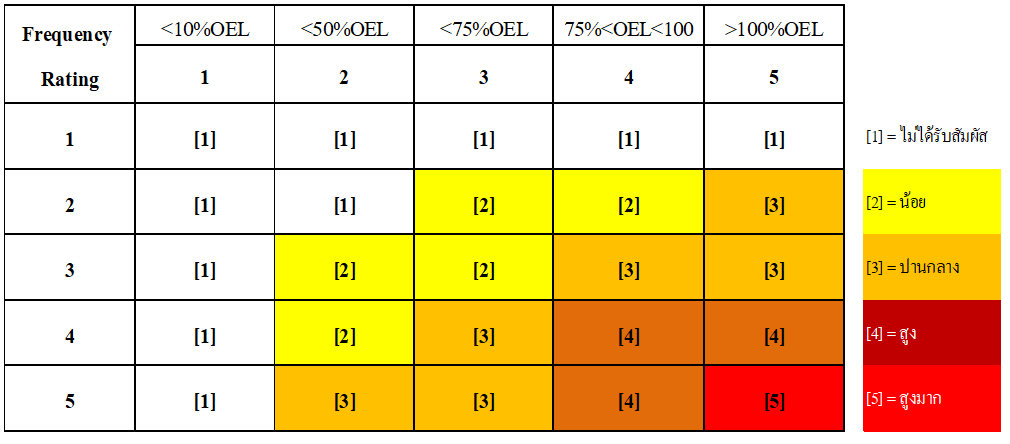 Frequency Rating <10%OEL <50%OEL <75%OEL 75%<OEL<100 >100%OEL
1 2 3 4 5
1 [1] [1] [1] [1] [1] [1] = ไม่ได้รับสัมผัส
2 [1] [1] [2] [2] [3] [2] = น้อย
3 [1] [2] [2] [3] [3] [3] = ปานกลาง
4 [1] [2] [3] [4] [4] [4] = สูง
5 [1] [3] [3] [4] [5] [5] = สูงมาก